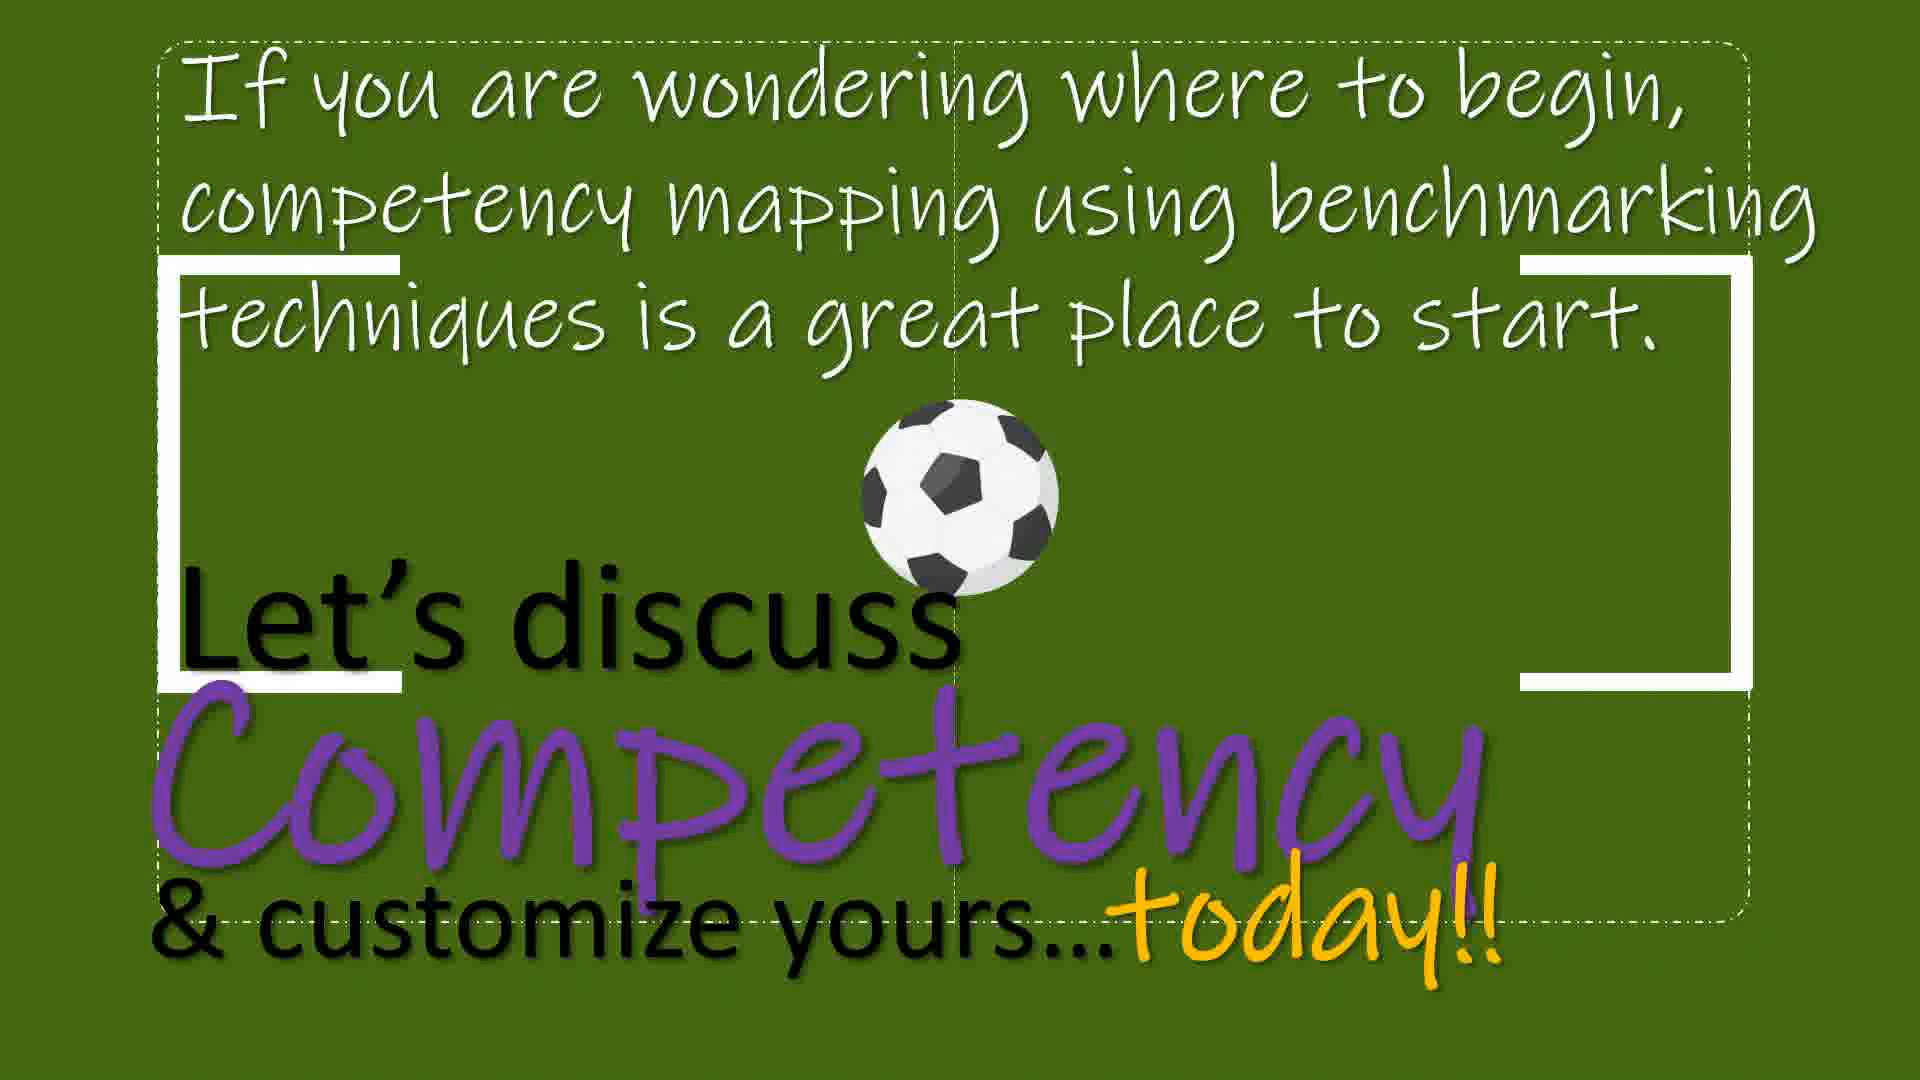 If you are wondering where to begin,
competency mapping using benchmarking
techniques is a great place to start.
Let’s discuss
Competency
& customize yours...today!!